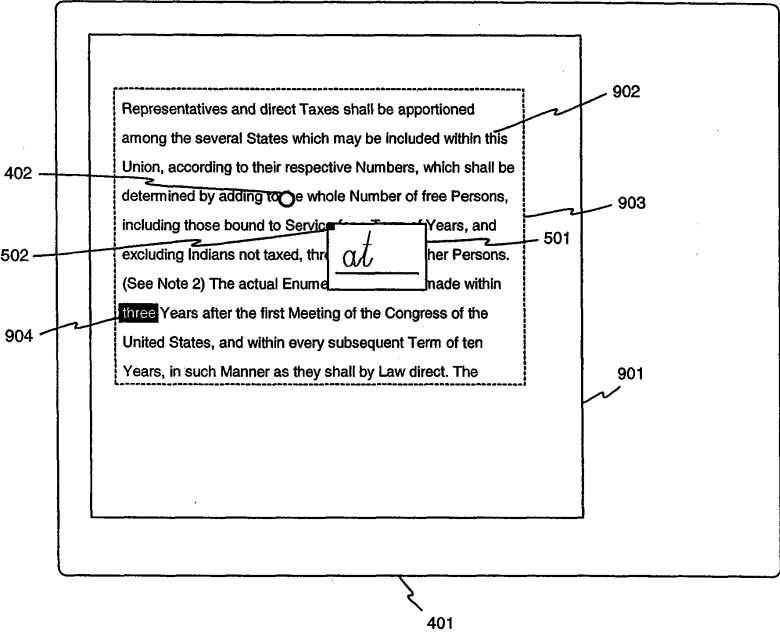 902
Representatives and direct Taxes shall be apportioned
among the several States which may be included within this
Union, according to their respective Numbers, which shall be
402
determined by adding to e whole Number of free Persons,
903
including those bound to Service Years, and
501
502
excluding Indians not taxed, her Persons.
at
(See Note 2) The actual made within
three Years after the first Meeting of the Congress of the
904
United States, and within every subsequent Term of ten
Years, in such Manner as they shall by Law direct. The
901
401